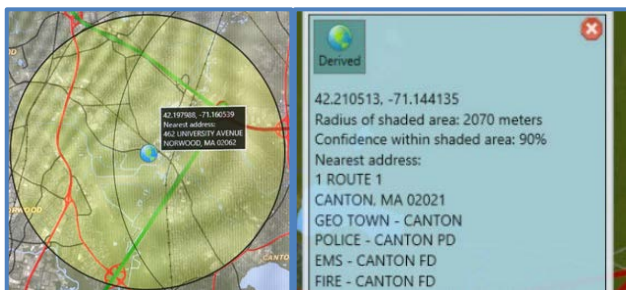 42.197988, -71.160539
Nearest address:
462 UNIVERSITY AVENUE
NORWOOD, MA 02062
CANTO
Derived
42.210513, -71.144135
Radius of shaded area: 2070 meters
Confidence within shaded area: 90%
Nearest address:
1 ROUTE 1
CANTON, MA 02021
GEO TOWN - CANTON
POLICE - CANTON PD
EMS - CANTON FD
FIRE - CANTON FD